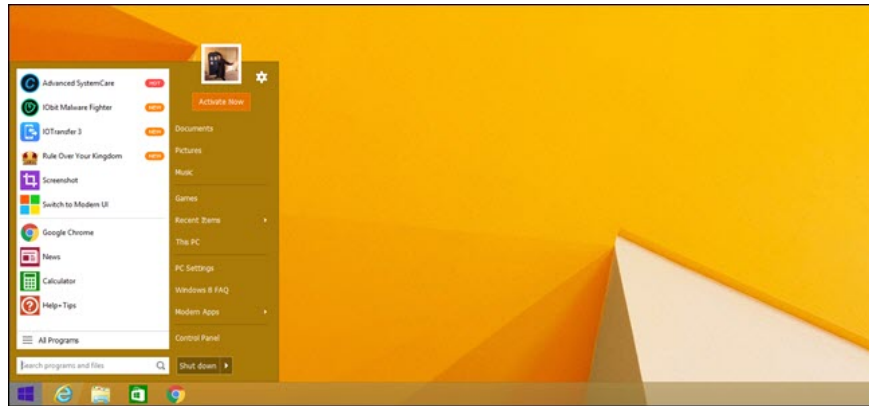 Advanced SystemCare HOT
IObit Malware Fighter NEW
IOTransfer 3 NEW
Rule Over Your Kingdom NEW
Screenshot
Switch to Modern UI
Google Chrome
News
Calculator
Help+Tips
All Programs
Search programs and files
Activate Now
Documents
Pictures
Music
Games
Recent Items
This PC
PC Settings
Windows 8 FAQ
Modern Apps
Control Panel
Shut down